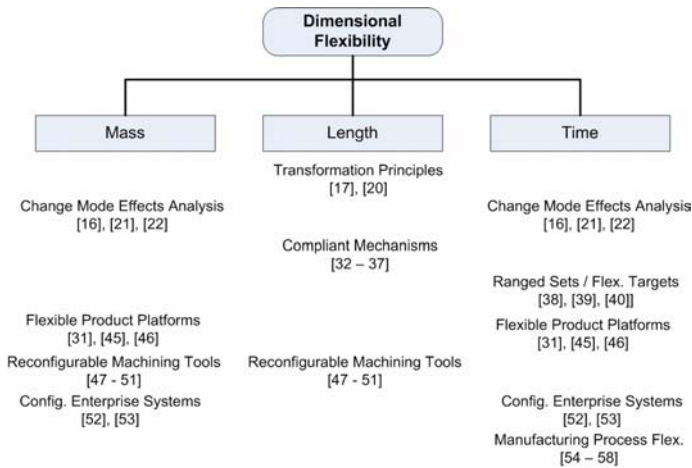 Dimensional
Flexibility
Mass
Length
Time
Transformation Principles
[17], [20]
Change Mode Effects Analysis
[16], [21], [22]
Change Mode Effects Analysis
[16], [21], [22]
Compliant Mechanisms
[32 – 37]
Ranged Sets / Flex. Targets
[38], [39], [40]]
Flexible Product Platforms
[31], [45], [46]
Flexible Product Platforms
[31], [45], [46]
Reconfigurable Machining Tools
[47 - 51]
Reconfigurable Machining Tools
[47 - 51]
Config. Enterprise Systems
[52], [53]
Config. Enterprise Systems
[52], [53]
Manufacturing Process Flex.
[54 – 58]